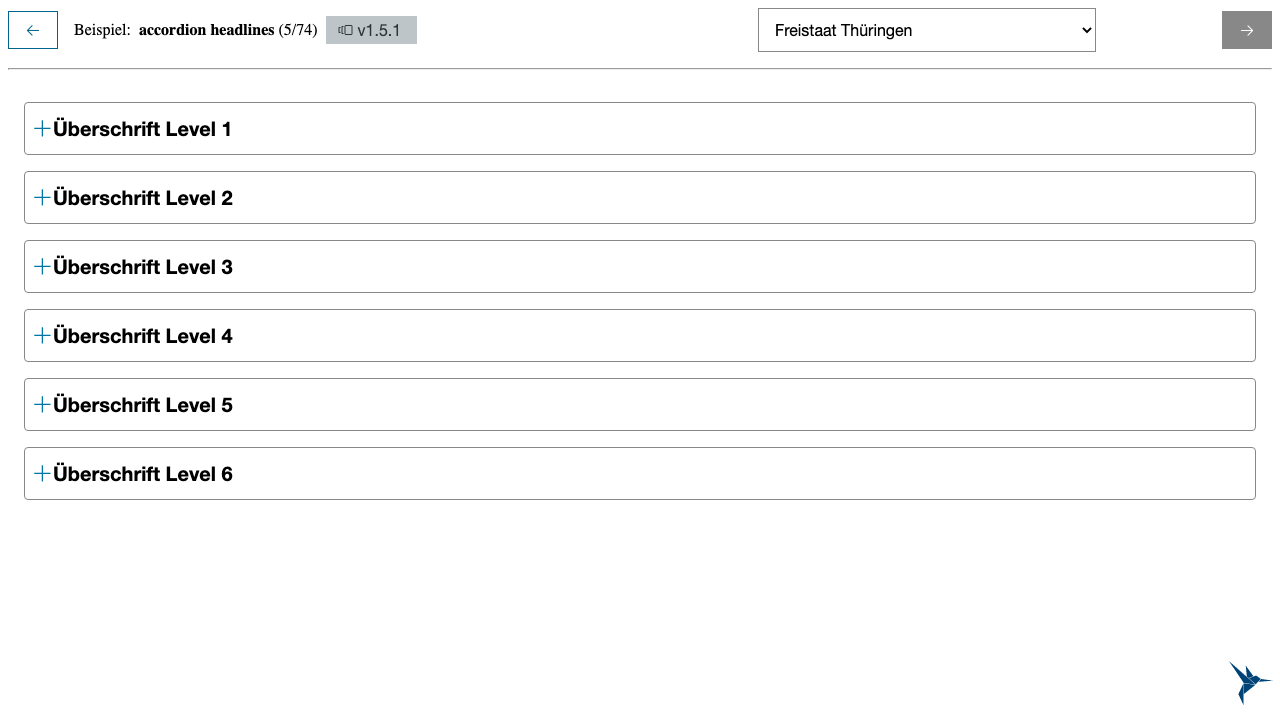 Beispiel: accordion headlines (5/74) v1.5.1 Freistaat Thüringen
Überschrift Level 1
Überschrift Level 2
Überschrift Level 3
Überschrift Level 4
Überschrift Level 5
Überschrift Level 6